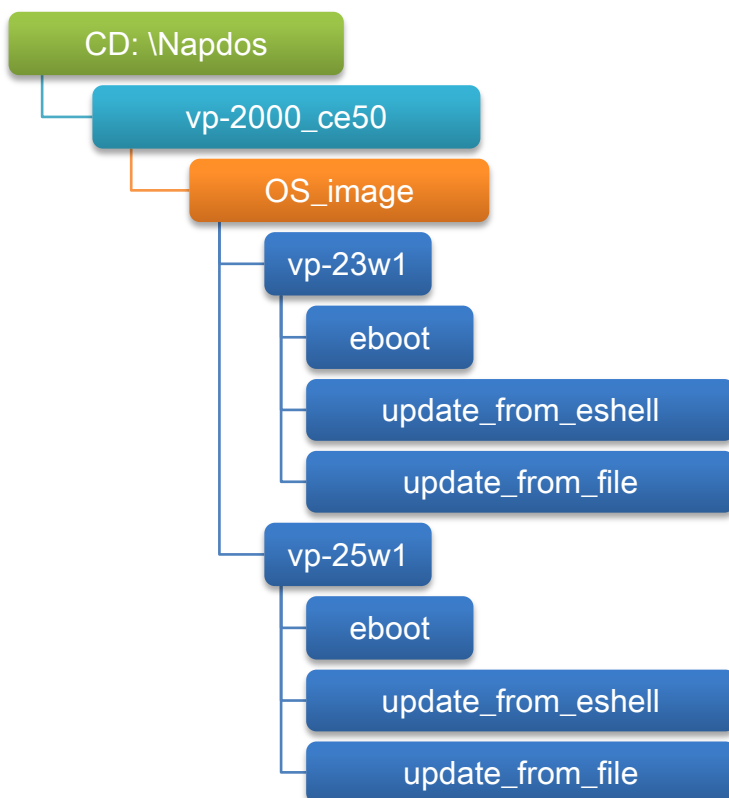 CD: \Napdos
vp-2000_ce50
OS_image
vp-23w1
eboot
update_from_eshell
update_from_file
vp-25w1
eboot
update_from_eshell
update_from_file